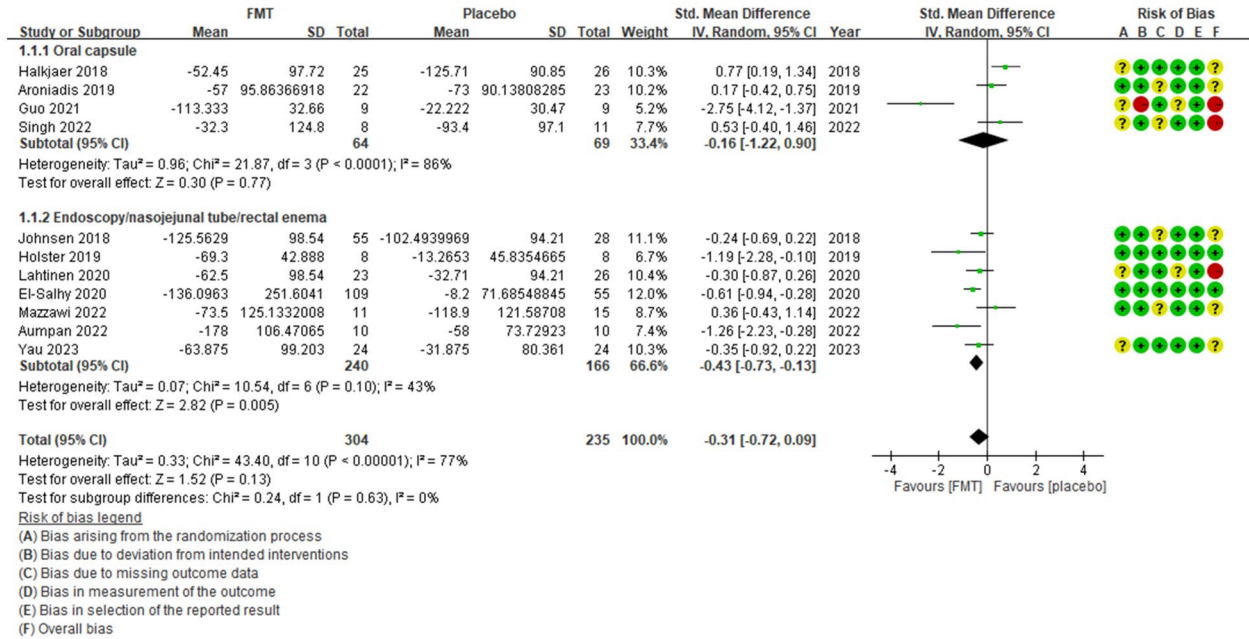 FMT Placebo Std. Mean Difference Std. Mean Difference Risk of Bias
Study or Subgroup Mean SD Total Mean SD Total Weight IV, Random, 95% CI Year IV, Random, 95% CI A B C D E F
1.1.1 Oral capsule
Halkjaer 2018 -52.45 97.72 25 -125.71 90.85 26 10.3% 0.77 [0.19, 1.34] 2018 ? + + + + ?
Aroniadis 2019 -57 95.86366918 22 -73 90.13808285 23 10.2% 0.17 [-0.42, 0.75] 2019 + + ? + + ?
Guo 2021 -113.333 32.66 9 -22.222 30.47 9 5.2% -2.75 [-4.12, -1.37] 2021 ? + ? +
Singh 2022 -32.3 124.8 8 -93.4 97.1 11 7.7% 0.53 [-0.40, 1.46] 2022 ? + ? + +
Subtotal (95% CI) 64 69 33.4% -0.16 [-1.22, 0.90]
Heterogeneity: Tau² = 0.96; Chi² = 21.87, df = 3 (P < 0.0001); I² = 86%
Test for overall effect: Z = 0.30 (P = 0.77)
1.1.2 Endoscopy/nasojejunal tube/rectal enema
Johnsen 2018 -125.5629 98.54 55 -102.4939969 94.21 28 11.1% -0.24 [-0.69, 0.22] 2018 + + ? + + ?
Holster 2019 -69.3 42.888 8 -13.2653 45.8354665 8 6.7% -1.19 [-2.28, -0.10] 2019 + + + + + +
Lahtinen 2020 -62.5 98.54 23 -32.71 94.21 26 10.4% -0.30 [-0.87, 0.26] 2020 ? + + ? +
El-Salhy 2020 -136.0963 251.6041 109 -8.2 71.68548845 55 12.0% -0.61 [-0.94, -0.28] 2020 + + + + + +
Mazzawi 2022 -73.5 125.1332008 11 -118.9 121.58708 15 8.7% 0.36 [-0.43, 1.14] 2022 + + ? + + ?
Aumpan 2022 -178 106.47065 10 -58 73.72923 10 7.4% -1.26 [-2.23, -0.28] 2022
Yau 2023 -63.875 99.203 24 -31.875 80.361 24 10.3% -0.35 [-0.92, 0.22] 2023 ? + + + + ?
Subtotal (95% CI) 240 166 66.6% -0.43 [-0.73, -0.13]
Heterogeneity: Tau² = 0.07; Chi² = 10.54, df = 6 (P = 0.10); I² = 43%
Test for overall effect: Z = 2.82 (P = 0.005)
Total (95% CI) 304 235 100.0% -0.31 [-0.72, 0.09]
Heterogeneity: Tau² = 0.33; Chi² = 43.40, df = 10 (P < 0.00001); I² = 77%
Test for overall effect: Z = 1.52 (P = 0.13)
Test for subgroup differences: Chi² = 0.24, df = 1 (P = 0.63), I² = 0%
-4 -2 0 2 4
Favours [FMT] Favours [placebo]
Risk of bias legend
(A) Bias arising from the randomization process
(B) Bias due to deviation from intended interventions
(C) Bias due to missing outcome data
(D) Bias in measurement of the outcome
(E) Bias in selection of the reported result
(F) Overall bias